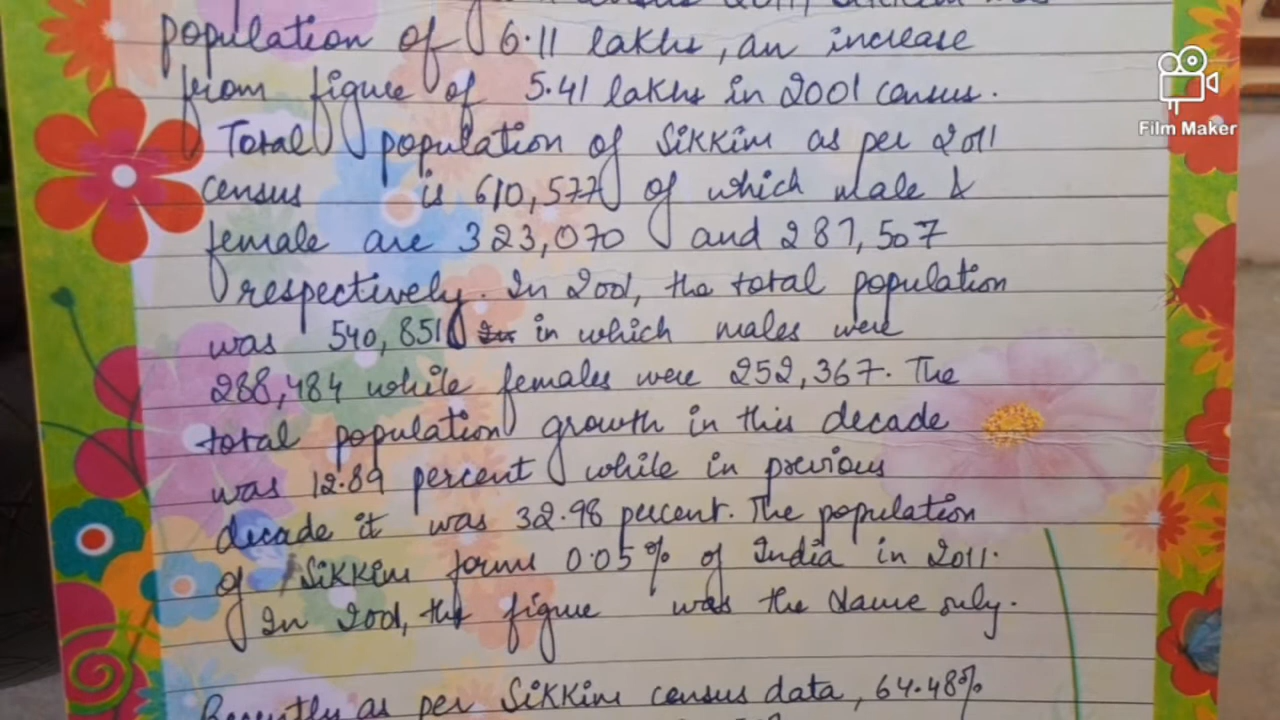 population of 6.11 lakhs, an increase
from figure of 5.41 lakhs in 2001 census.
Total population of Sikkim as per 2011
census is 610,577 of which male &
female are 323,070 and 287,507
respectively. In 2001, the total population
was 540,851 in which males were
288,484 while females were 252,367. The
total population growth in this decade
was 12.89 percent while in previous
decade it was 32.98 percent. The population
of Sikkim forms 0.05% of India in 2011.
In 2001, the figure was the same only.
Recently as per Sikkim census data, 64.48%
Film Maker